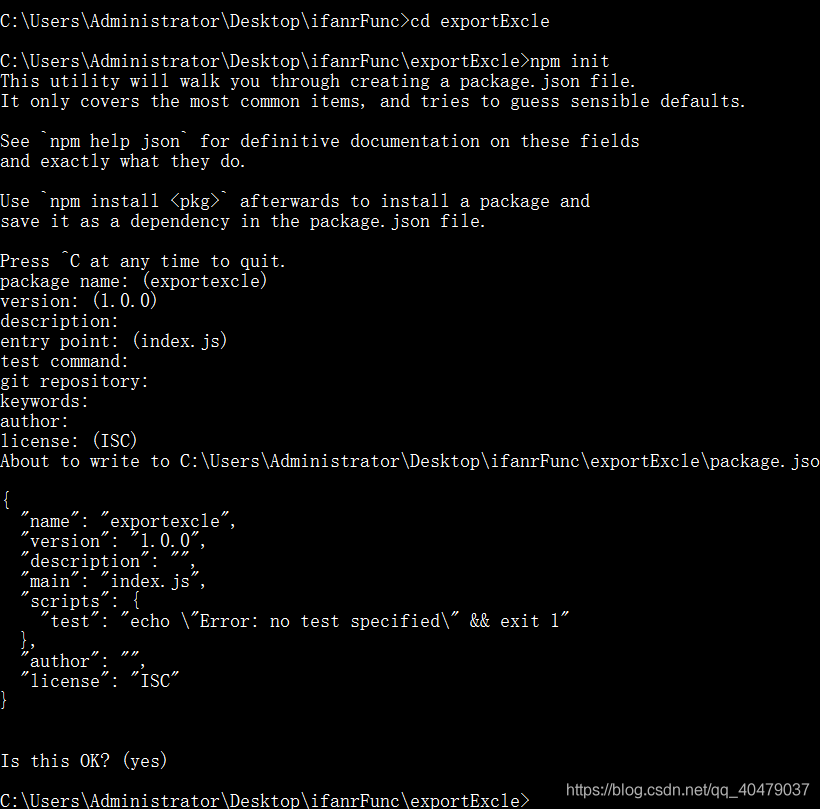 C:\Users\Administrator\Desktop\ifanrFunc>cd exportExcle
C:\Users\Administrator\Desktop\ifanrFunc\exportExcle>npm init
This utility will walk you through creating a package.json file.
It only covers the most common items, and tries to guess sensible defaults.
See `npm help json` for definitive documentation on these fields
and exactly what they do.
Use `npm install <pkg>` afterwards to install a package and
save it as a dependency in the package.json file.
Press ^C at any time to quit.
package name: (exportexcle)
version: (1.0.0)
description:
entry point: (index.js)
test command:
git repository:
keywords:
author:
license: (ISC)
About to write to C:\Users\Administrator\Desktop\ifanrFunc\exportExcle\package.jso
{
  "name": "exportexcle",
  "version": "1.0.0",
  "description": "",
  "main": "index.js",
  "scripts": {
    "test": "echo \"Error: no test specified\" && exit 1"
  },
  "author": "",
  "license": "ISC"
}
Is this OK? (yes)
C:\Users\Administrator\Desktop\ifanrFunc\exportExcle>
https://blog.csdn.net/qq_40479037